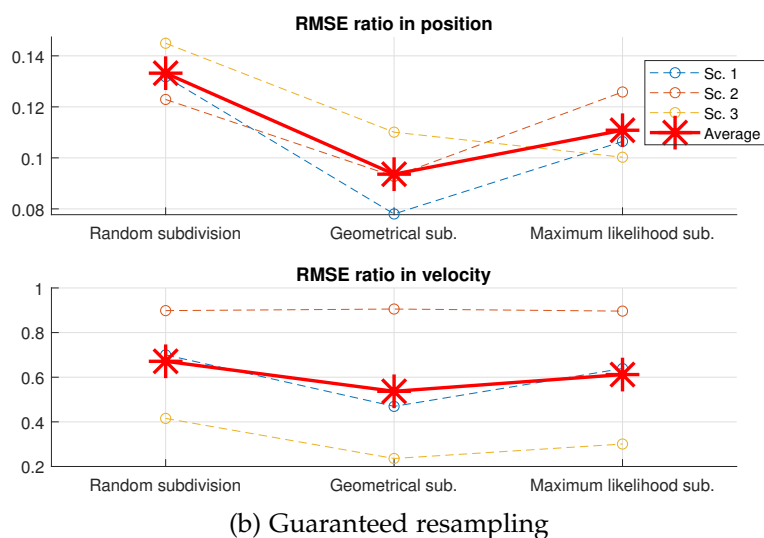 RMSE ratio in position
0.14
0.12
0.1
0.08
Random subdivision
Geometrical sub.
Maximum likelihood sub.
Sc. 1
Sc. 2
Sc. 3
Average
RMSE ratio in velocity
1
0.8
0.6
0.4
0.2
Random subdivision
Geometrical sub.
Maximum likelihood sub.
(b) Guaranteed resampling